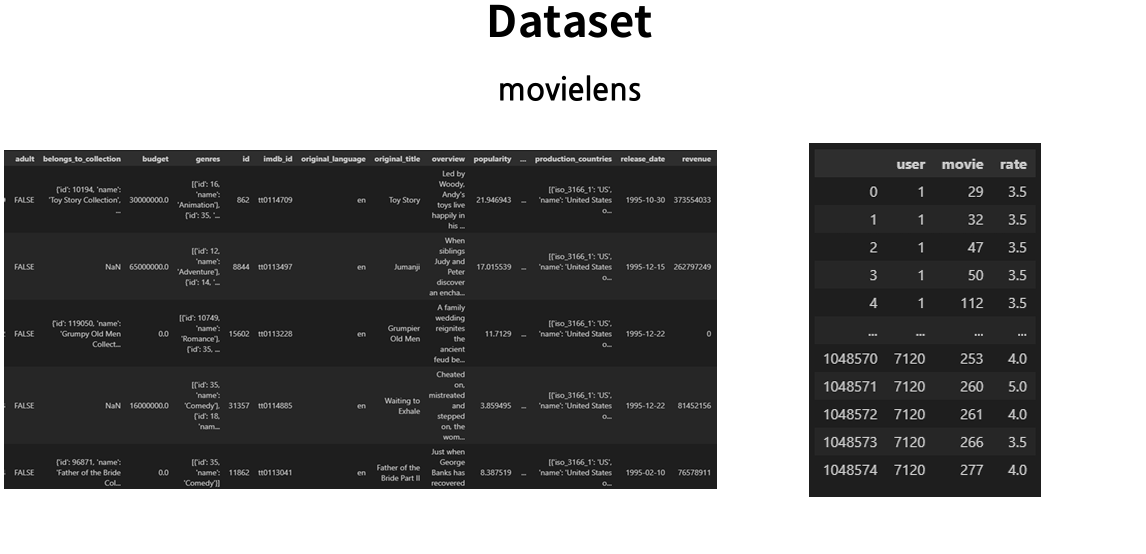 Dataset
movielens
adult belongs_to_collection budget genres id imdb_id original_language original_title overview popularity ... production_countries release_date revenue
FALSE {'id': 10194, 'name': 'Toy Story Collection', ... 30000000.0 [{'id': 16, 'name': 'Animation'}, {'id': 35, '... 862 tt0114709 en Toy Story Led by Woody, Andy's toys live happily in his ... 21.946943 ... [{'iso_3166_1': 'US', 'name': 'United States o... 1995-10-30 373554033
FALSE NaN 65000000.0 [{'id': 12, 'name': 'Adventure'}, {'id': 14, '... 8844 tt0113497 en Jumanji When siblings Judy and Peter discover an encha... 17.015539 ... [{'iso_3166_1': 'US', 'name': 'United States o... 1995-12-15 262797249
FALSE {'id': 119050, 'name': 'Grumpy Old Men Collect... 0.0 [{'id': 10749, 'name': 'Romance'}, {'id': 35, ... 15602 tt0113228 en Grumpier Old Men A family wedding reignites the ancient feud be... 11.7129 ... [{'iso_3166_1': 'US', 'name': 'United States o... 1995-12-22 0
FALSE NaN 16000000.0 [{'id': 35, 'name': 'Comedy'}, {'id': 18, 'nam... 31357 tt0114885 en Waiting to Exhale Cheated on, mistreated and stepped on, the wom... 3.859495 ... [{'iso_3166_1': 'US', 'name': 'United States o... 1995-12-22 81452156
FALSE {'id': 96871, 'name': 'Father of the Bride Col... 0.0 [{'id': 35, 'name': 'Comedy'}] 11862 tt0113041 en Father of the Bride Part II Just when George Banks has recovered 8.387519 ... [{'iso_3166_1': 'US', 'name': 'United States o... 1995-02-10 76578911
user movie rate
0 1 29 3.5
1 1 32 3.5
2 1 47 3.5
3 1 50 3.5
4 1 112 3.5
... ... ... ...
1048570 7120 253 4.0
1048571 7120 260 5.0
1048572 7120 261 4.0
1048573 7120 266 3.5
1048574 7120 277 4.0